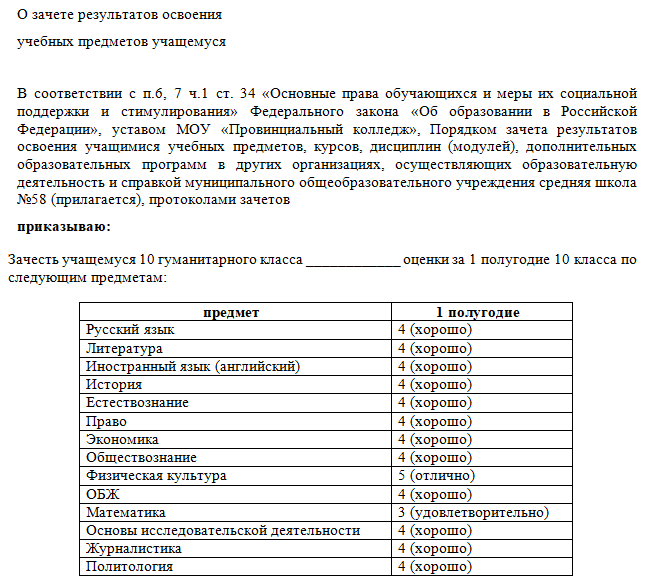 О зачете результатов освоения
учебных предметов учащемуся
В соответствии с п.6, 7 ч.1 ст. 34 «Основные права обучающихся и меры их социальной
поддержки и стимулирования» Федерального закона «Об образовании в Российской
Федерации», уставом МОУ «Провинциальный колледж», Порядком зачета результатов
освоения учащимися учебных предметов, курсов, дисциплин (модулей), дополнительных
образовательных программ в других организациях, осуществляющих образовательную
деятельность и справкой муниципального общеобразовательного учреждения средняя школа
№58 (прилагается), протоколами зачетов
приказываю:
Зачесть учащемуся 10 гуманитарного класса _____________ оценки за 1 полугодие 10 класса по
следующим предметам:
предмет 1 полугодие
Русский язык 4 (хорошо)
Литература 4 (хорошо)
Иностранный язык (английский) 4 (хорошо)
История 4 (хорошо)
Естествознание 4 (хорошо)
Право 4 (хорошо)
Экономика 4 (хорошо)
Обществознание 4 (хорошо)
Физическая культура 5 (отлично)
ОБЖ 4 (хорошо)
Математика 3 (удовлетворительно)
Основы исследовательской деятельности 4 (хорошо)
Журналистика 4 (хорошо)
Политология 4 (хорошо)